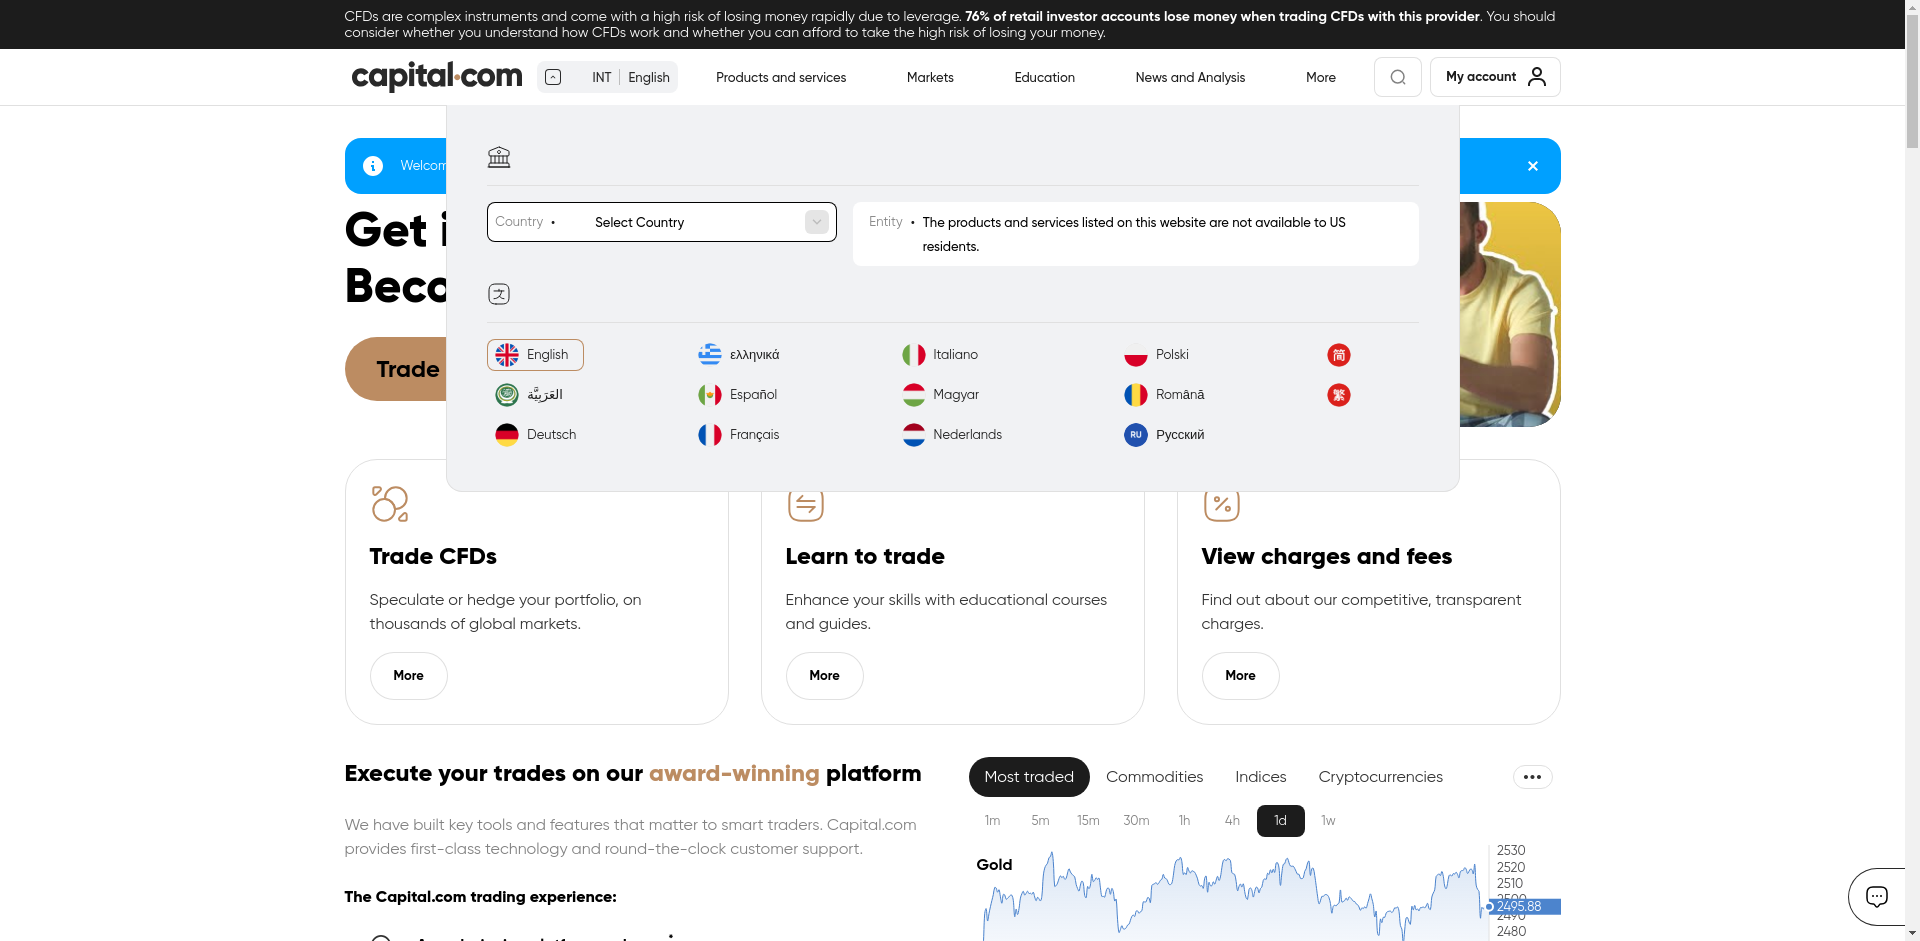 CFDs are complex instruments and come with a high risk of losing money rapidly due to leverage. 76% of retail investor accounts lose money when trading CFDs with this provider. You should
consider whether you understand how CFDs work and whether you can afford to take the high risk of losing your money.
capital.com
INT English
Products and services
Markets
Education
News and Analysis
More
My account
Welcom
Country • Select Country
Entity • The products and services listed on this website are not available to US
residents.
Get i
Beco
Trade
English
ελληνικά
Italiano
Polski
简
العَرَبِيَّة
Español
Magyar
Română
繁
Deutsch
Français
Nederlands
RU Русский
Trade CFDs
Speculate or hedge your portfolio, on
thousands of global markets.
More
Learn to trade
Enhance your skills with educational courses
and guides.
More
View charges and fees
Find out about our competitive, transparent
charges.
More
Execute your trades on our award-winning platform
We have built key tools and features that matter to smart traders. Capital.com
provides first-class technology and round-the-clock customer support.
The Capital.com trading experience:
Most traded
Commodities
Indices
Cryptocurrencies
1m 5m 15m 30m 1h 4h 1d 1w
Gold
2530
2520
2510
2500
2495.88
2490
2480